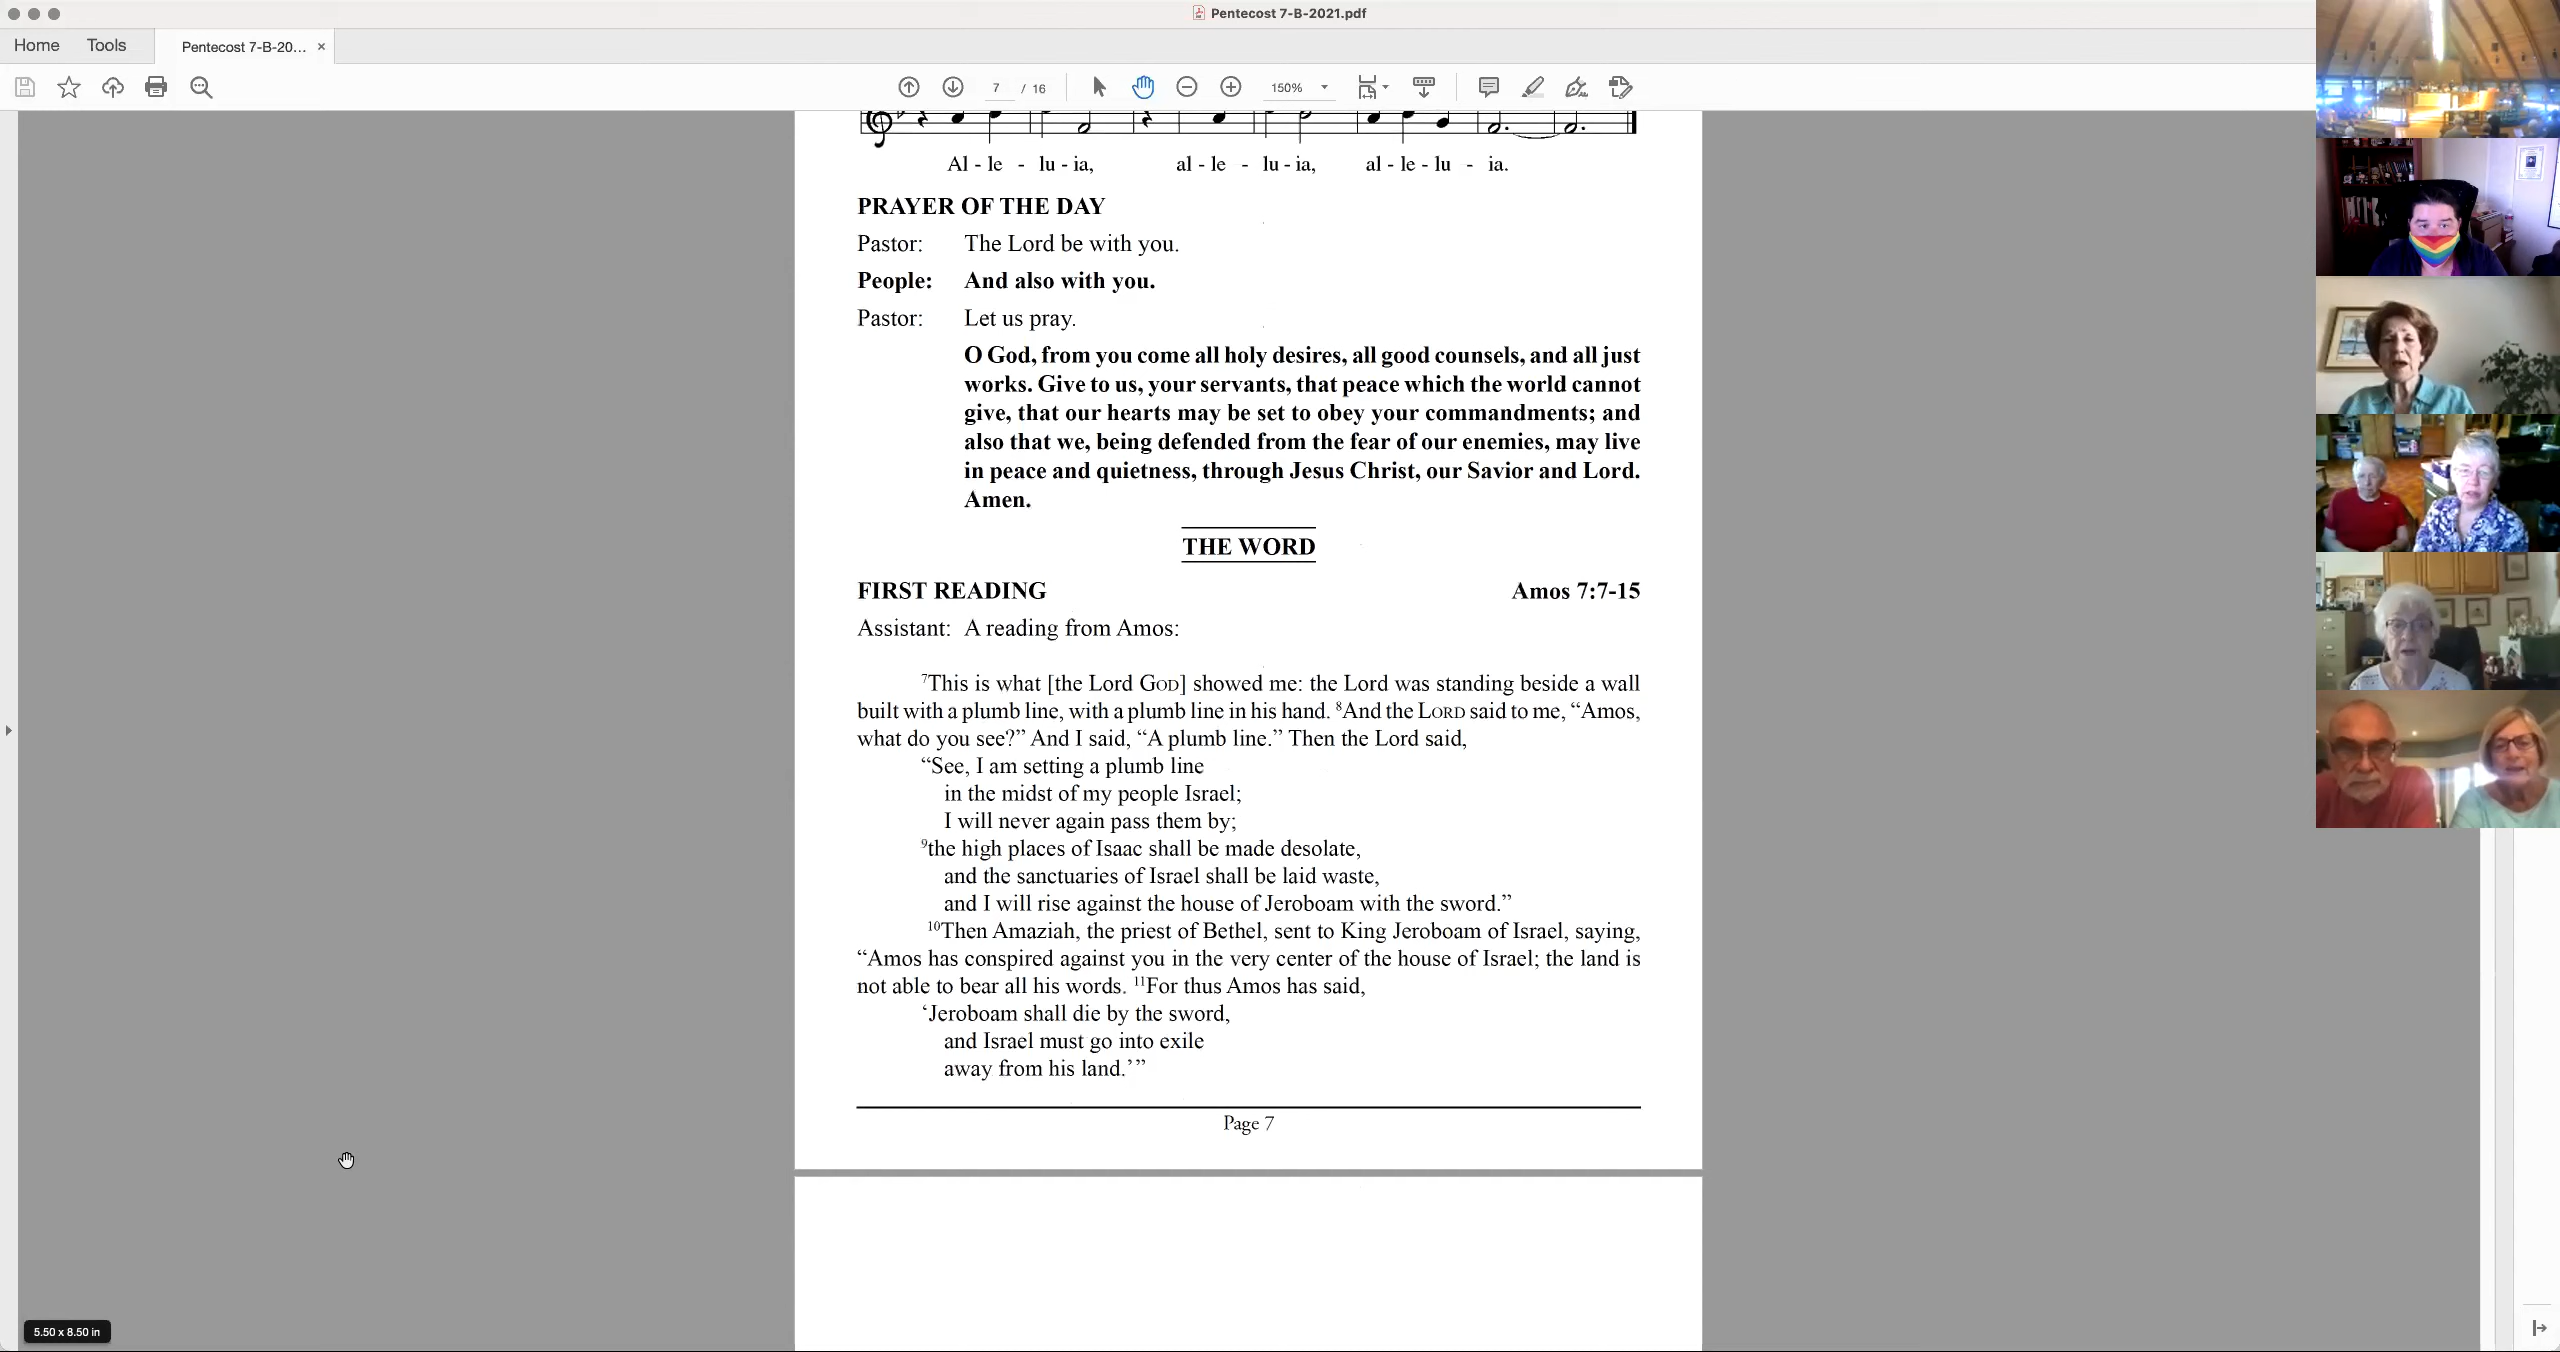 Pentecost 7-B-2021.pdf
Home Tools Pentecost 7-B-20... ×
7 / 16 150%
Al - le - lu - ia, al - le - lu - ia, al - le - lu - ia.
PRAYER OF THE DAY
Pastor: The Lord be with you.
People: And also with you.
Pastor: Let us pray.
O God, from you come all holy desires, all good counsels, and all just
works. Give to us, your servants, that peace which the world cannot
give, that our hearts may be set to obey your commandments; and
also that we, being defended from the fear of our enemies, may live
in peace and quietness, through Jesus Christ, our Savior and Lord.
Amen.
THE WORD
FIRST READING Amos 7:7-15
Assistant: A reading from Amos:
⁷This is what [the Lord GOD] showed me: the Lord was standing beside a wall
built with a plumb line, with a plumb line in his hand. ⁸And the LORD said to me, “Amos,
what do you see?” And I said, “A plumb line.” Then the Lord said,
“See, I am setting a plumb line
in the midst of my people Israel;
I will never again pass them by;
⁹the high places of Isaac shall be made desolate,
and the sanctuaries of Israel shall be laid waste,
and I will rise against the house of Jeroboam with the sword.”
¹⁰Then Amaziah, the priest of Bethel, sent to King Jeroboam of Israel, saying,
“Amos has conspired against you in the very center of the house of Israel; the land is
not able to bear all his words. ¹¹For thus Amos has said,
‘Jeroboam shall die by the sword,
and Israel must go into exile
away from his land.’”
Page 7
5.50 x 8.50 in